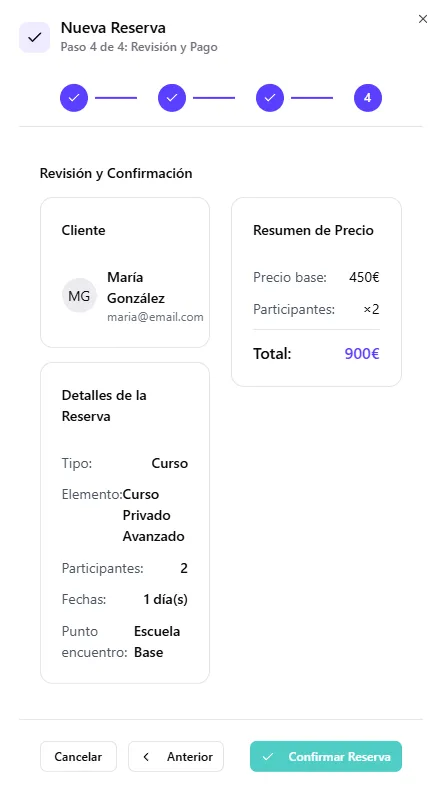 Nueva Reserva
Paso 4 de 4: Revisión y Pago
4
Revisión y Confirmación
Cliente
MG
María
González
maria@email.com
Detalles de la
Reserva
Tipo: Curso
Elemento: Curso
Privado
Avanzado
Participantes: 2
Fechas: 1 día(s)
Punto Escuela
encuentro: Base
Resumen de Precio
Precio base: 450€
Participantes: ×2
Total: 900€
Cancelar
Anterior
Confirmar Reserva